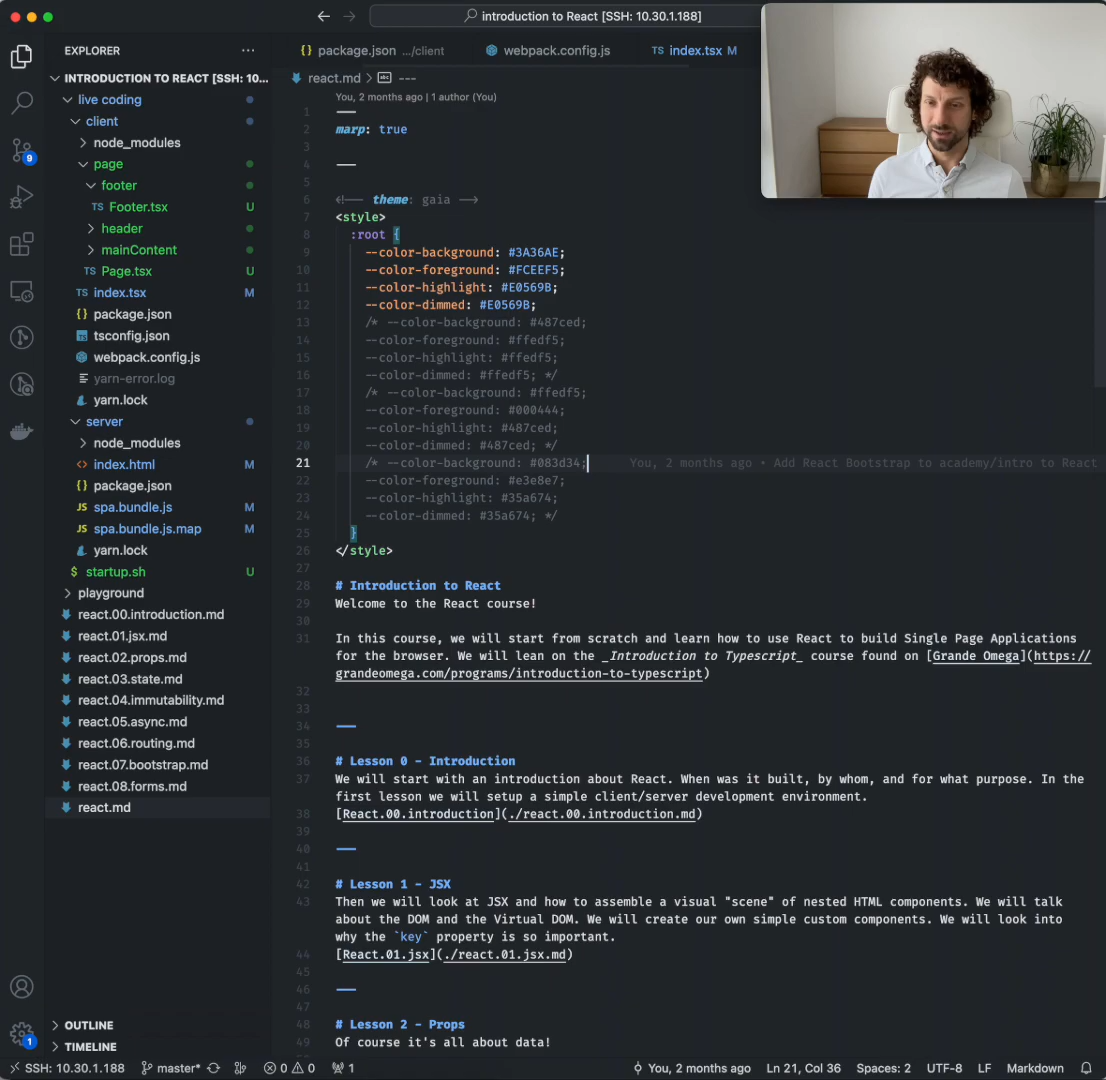 introduction to React [SSH: 10.30.1.188]
EXPLORER
INTRODUCTION TO REACT [SSH: 10...
live coding
client
node_modules
page
footer
TS Footer.tsx U
header
mainContent
TS Page.tsx U
TS index.tsx M
{} package.json
TS tsconfig.json
webpack.config.js
yarn-error.log
yarn.lock
server
node_modules
<> index.html M
{} package.json
JS spa.bundle.js M
JS spa.bundle.js.map M
yarn.lock
$ startup.sh U
playground
react.00.introduction.md
react.01.jsx.md
react.02.props.md
react.03.state.md
react.04.immutability.md
react.05.async.md
react.06.routing.md
react.07.bootstrap.md
react.08.forms.md
react.md
OUTLINE
TIMELINE
9
1
{} package.json .../client
webpack.config.js
TS index.tsx M
react.md > abc ---
You, 2 months ago | 1 author (You)
1 ---
2 marp: true
3
4 ---
5
6 <!-- theme: gaia -->
7 <style>
8 :root {
9 --color-background: #3A36AE;
10 --color-foreground: #FCEEF5;
11 --color-highlight: #E0569B;
12 --color-dimmed: #E0569B;
13 /* --color-background: #487ced;
14 --color-foreground: #ffedf5;
15 --color-highlight: #ffedf5;
16 --color-dimmed: #ffedf5; */
17 /* --color-background: #ffedf5;
18 --color-foreground: #000444;
19 --color-highlight: #487ced;
20 --color-dimmed: #487ced; */
21 /* --color-background: #083d34; You, 2 months ago • Add React Bootstrap to academy/intro to React
22 --color-foreground: #e3e8e7;
23 --color-highlight: #35a674;
24 --color-dimmed: #35a674; */
25 }
26 </style>
27
28 # Introduction to React
29 Welcome to the React course!
30
31 In this course, we will start from scratch and learn how to use React to build Single Page Applications
for the browser. We will lean on the _Introduction to Typescript_ course found on [Grande Omega](https://
grandeomega.com/programs/introduction-to-typescript)
32
33
34 ---
35
36 # Lesson 0 - Introduction
37 We will start with an introduction about React. When was it built, by whom, and for what purpose. In the
first lesson we will setup a simple client/server development environment.
38 [React.00.introduction](./react.00.introduction.md)
39
40 ---
41
42 # Lesson 1 - JSX
43 Then we will look at JSX and how to assemble a visual "scene" of nested HTML components. We will talk
about the DOM and the Virtual DOM. We will create our own simple custom components. We will look into
why the `key` property is so important.
44 [React.01.jsx](./react.01.jsx.md)
45
46 ---
47
48 # Lesson 2 - Props
49 Of course it's all about data!
SSH: 10.30.1.188 master* 0 0 1 You, 2 months ago Ln 21, Col 36 Spaces: 2 UTF-8 LF Markdown